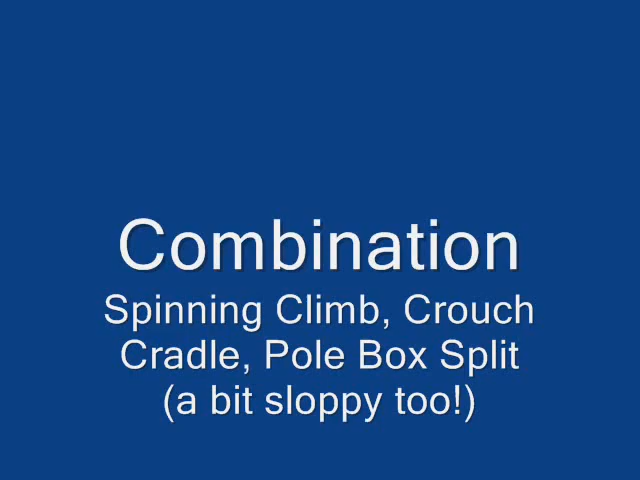 Combination
Spinning Climb, Crouch
Cradle, Pole Box Split
(a bit sloppy too!)